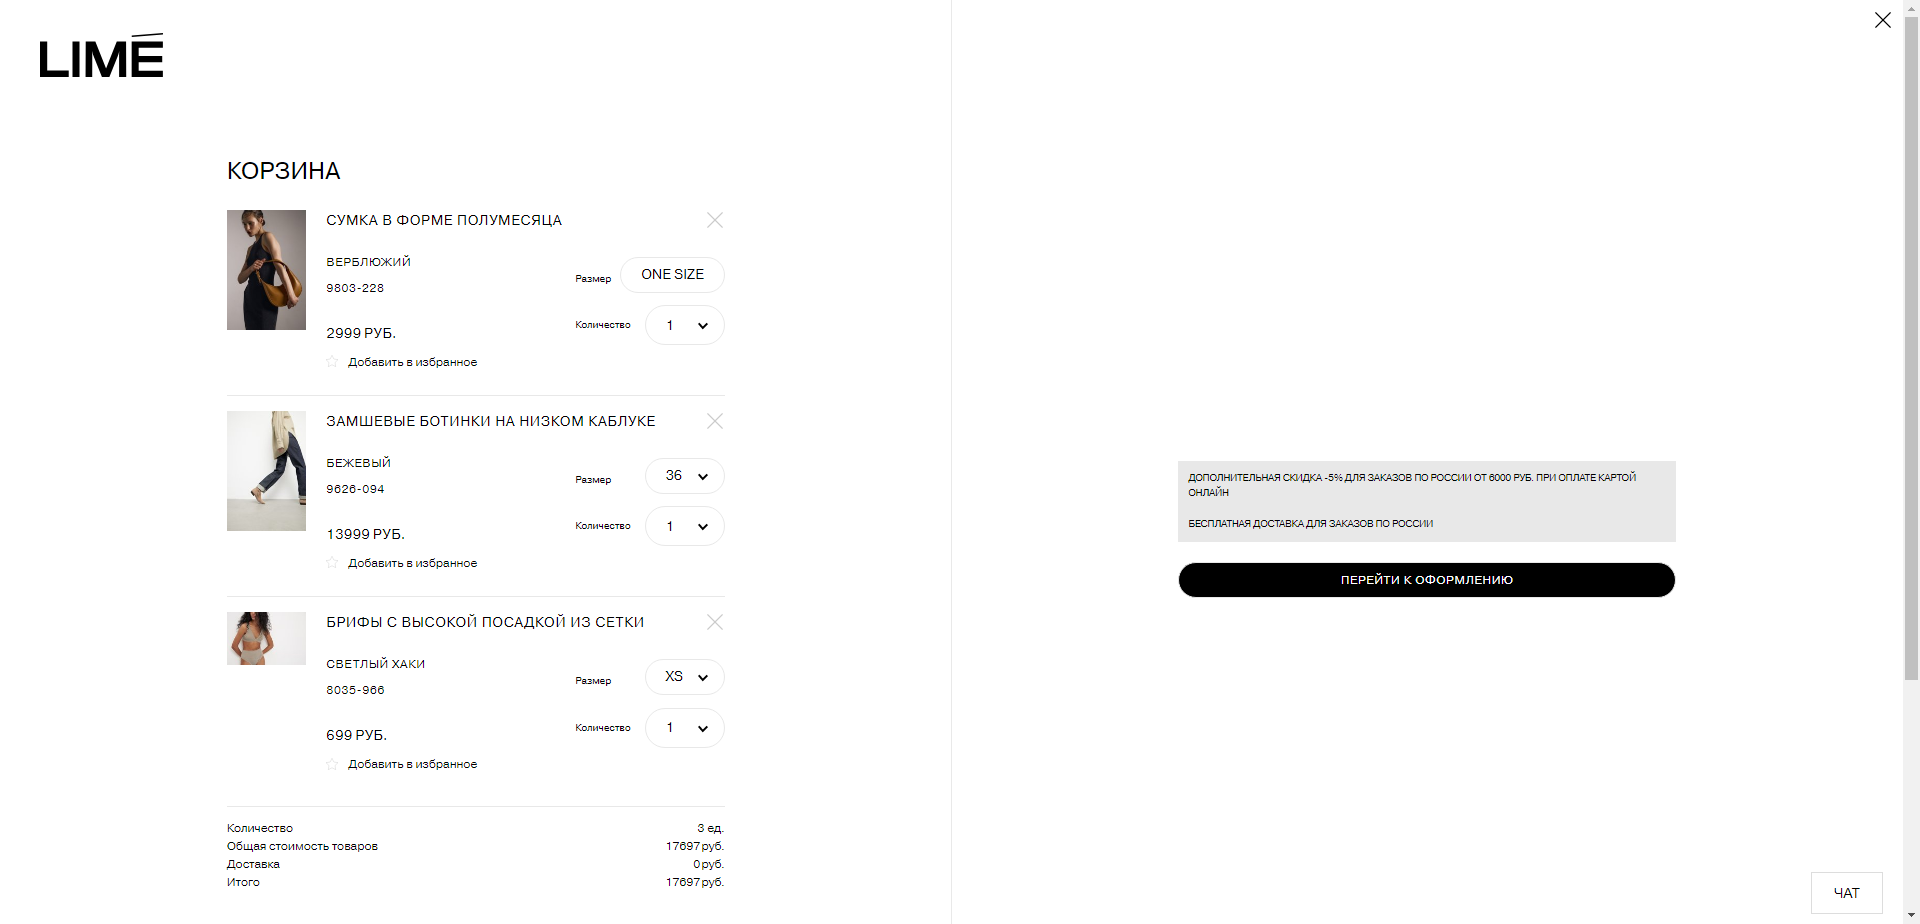 LIMÉ
КОРЗИНА
СУМКА В ФОРМЕ ПОЛУМЕСЯЦА
ВЕРБЛЮЖИЙ
9803-228
Размер
ONE SIZE
Количество
1
2999 РУБ.
Добавить в избранное
ЗАМШЕВЫЕ БОТИНКИ НА НИЗКОМ КАБЛУКЕ
БЕЖЕВЫЙ
9626-094
Размер
36
Количество
1
13999 РУБ.
Добавить в избранное
БРИФЫ С ВЫСОКОЙ ПОСАДКОЙ ИЗ СЕТКИ
СВЕТЛЫЙ ХАКИ
8035-966
Размер
XS
Количество
1
699 РУБ.
Добавить в избранное
Количество 3 ед.
Общая стоимость товаров 17697 руб.
Доставка 0 руб.
Итого 17697 руб.
ДОПОЛНИТЕЛЬНАЯ СКИДКА -5% ДЛЯ ЗАКАЗОВ ПО РОССИИ ОТ 6000 РУБ. ПРИ ОПЛАТЕ КАРТОЙ
ОНЛАЙН
БЕСПЛАТНАЯ ДОСТАВКА ДЛЯ ЗАКАЗОВ ПО РОССИИ
ПЕРЕЙТИ К ОФОРМЛЕНИЮ
ЧАТ